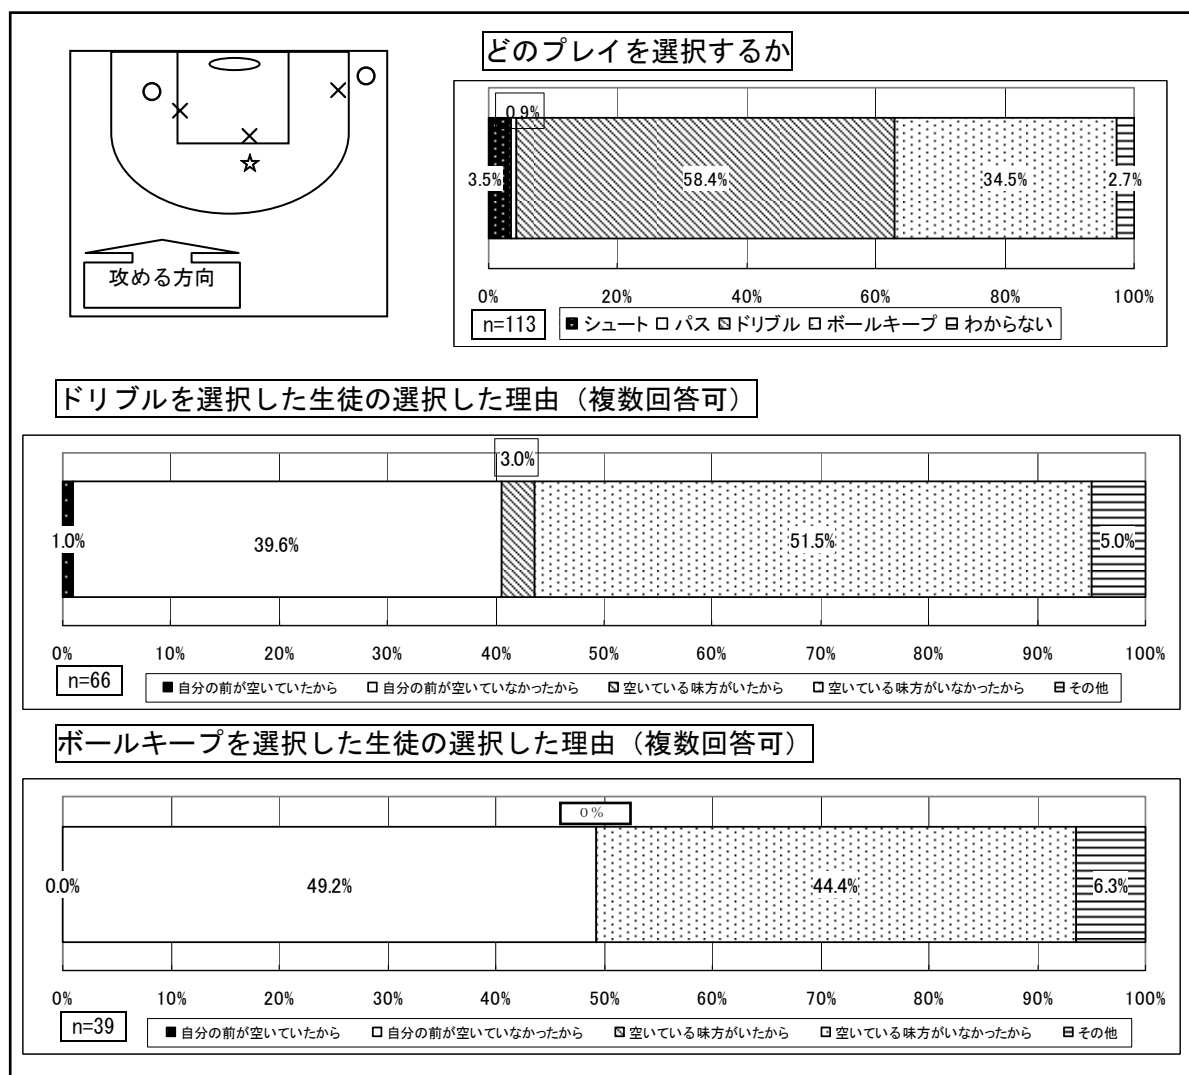 どのプレイを選択するか
攻める方向
0.9%
3.5%
58.4%
34.5%
2.7%
0% 20% 40% 60% 80% 100%
n=113
シュート パス ドリブル ボールキープ わからない
ドリブルを選択した生徒の選択した理由（複数回答可）
3.0%
1.0%
39.6%
51.5%
5.0%
0% 10% 20% 30% 40% 50% 60% 70% 80% 90% 100%
n=66
自分の前が空いていたから 自分の前が空いていなかったから 空いている味方がいたから 空いている味方がいなかったから その他
ボールキープを選択した生徒の選択した理由（複数回答可）
0%
0.0%
49.2%
44.4%
6.3%
0% 10% 20% 30% 40% 50% 60% 70% 80% 90% 100%
n=39
自分の前が空いていたから 自分の前が空いていなかったから 空いている味方がいたから 空いている味方がいなかったから その他